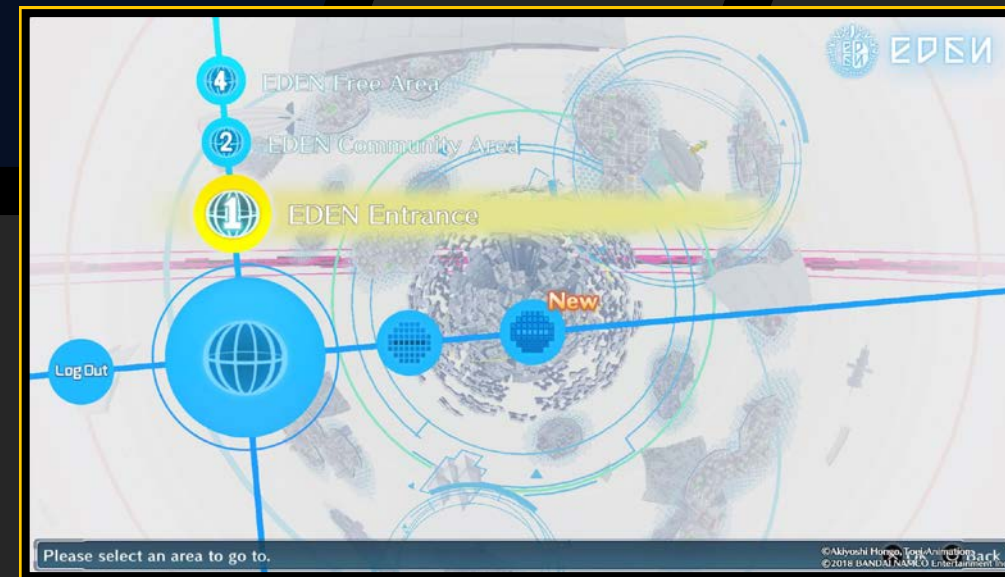 EDEN
4 EDEN Free Area
2 EDEN Community Area
1 EDEN Entrance
New
Log Out
Please select an area to go to.
©Akiyoshi Hongo, Toei Animation
©2018 BANDAI NAMCO Entertainment
Back